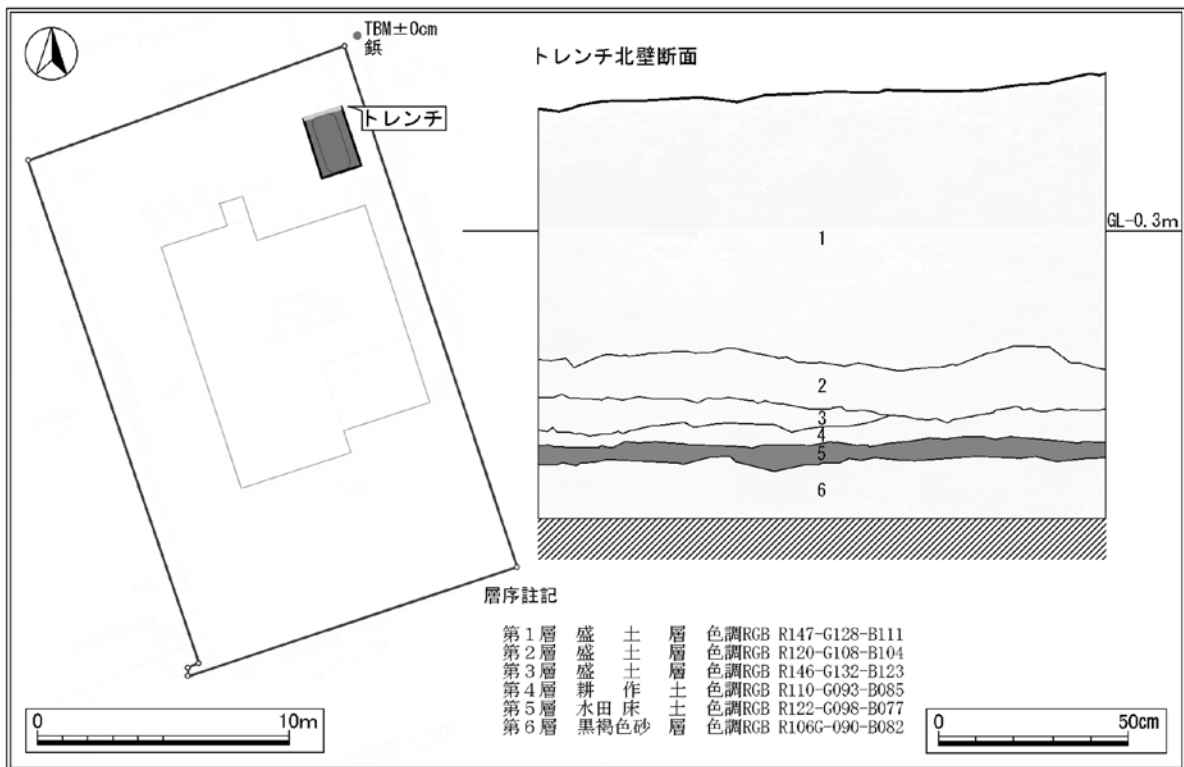 TBM±0cm
鋲
トレンチ
トレンチ北壁断面
GL-0.3m
1
2
3
4
5
6
層序註記
第1層 盛土層 色調RGB R147-G128-B111
第2層 盛土層 色調RGB R120-G108-B104
第3層 盛土層 色調RGB R146-G132-B123
第4層 耕作土 色調RGB R110-G093-B085
第5層 水田床土 色調RGB R122-G098-B077
第6層 黒褐色砂層 色調RGB R106G-090-B082
0 10m
0 50cm